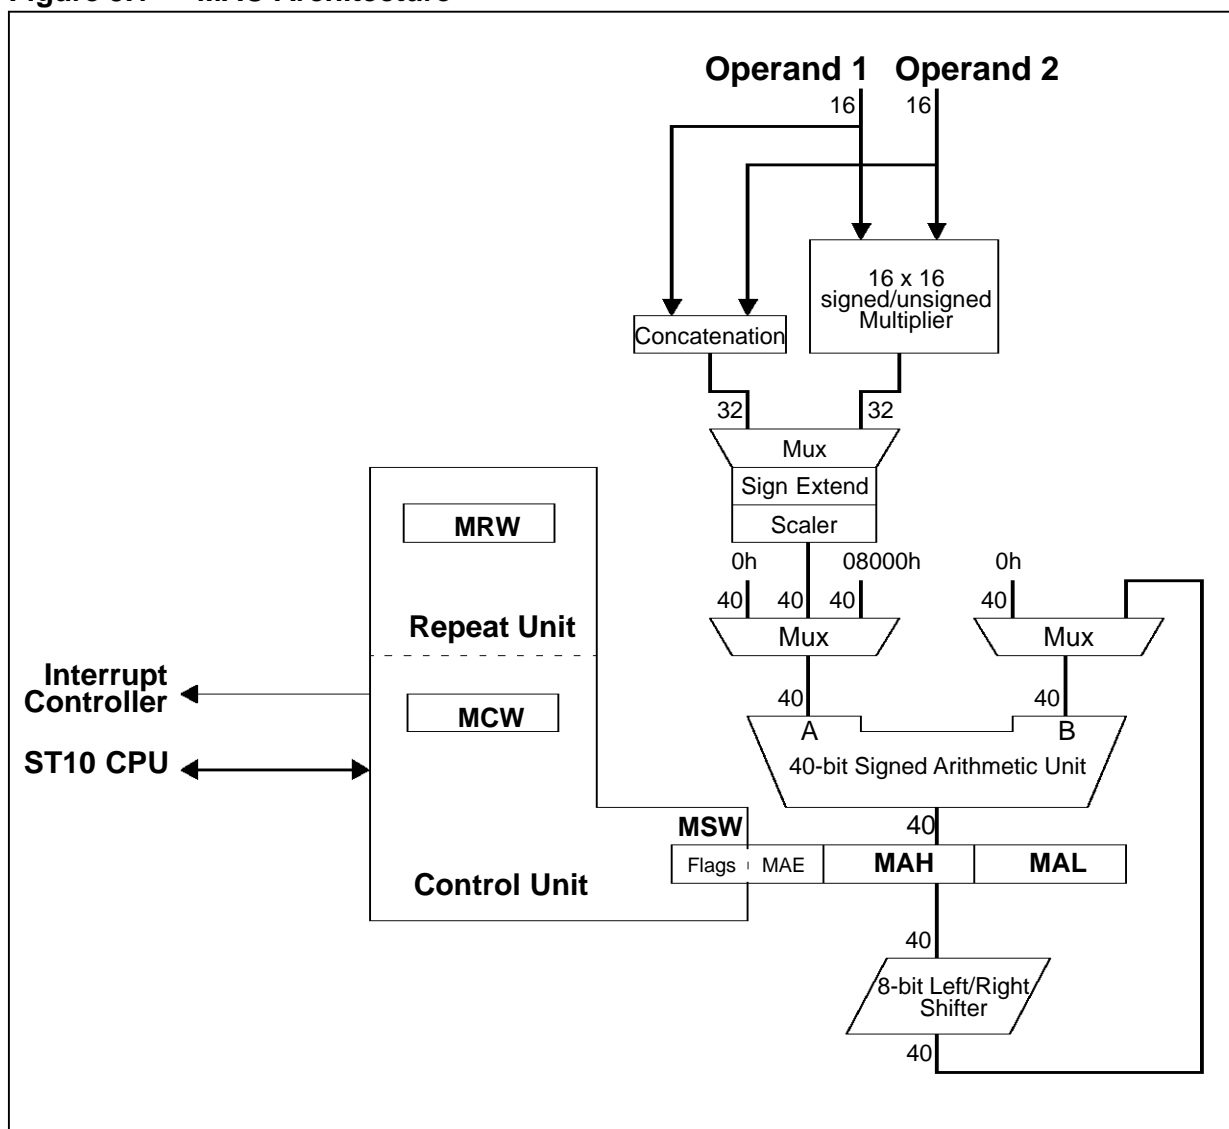 Operand 1 Operand 2
16 16
16 x 16
signed/unsigned
Multiplier
Concatenation
32 32
Mux
Sign Extend
Scaler
MRW
0h 08000h 0h
40 40 40 40
Repeat Unit
Mux Mux
Interrupt
Controller
40 40
MCW
A B
ST10 CPU
40-bit Signed Arithmetic Unit
MSW
40
Flags MAE MAH MAL
Control Unit
40
8-bit Left/Right
Shifter
40